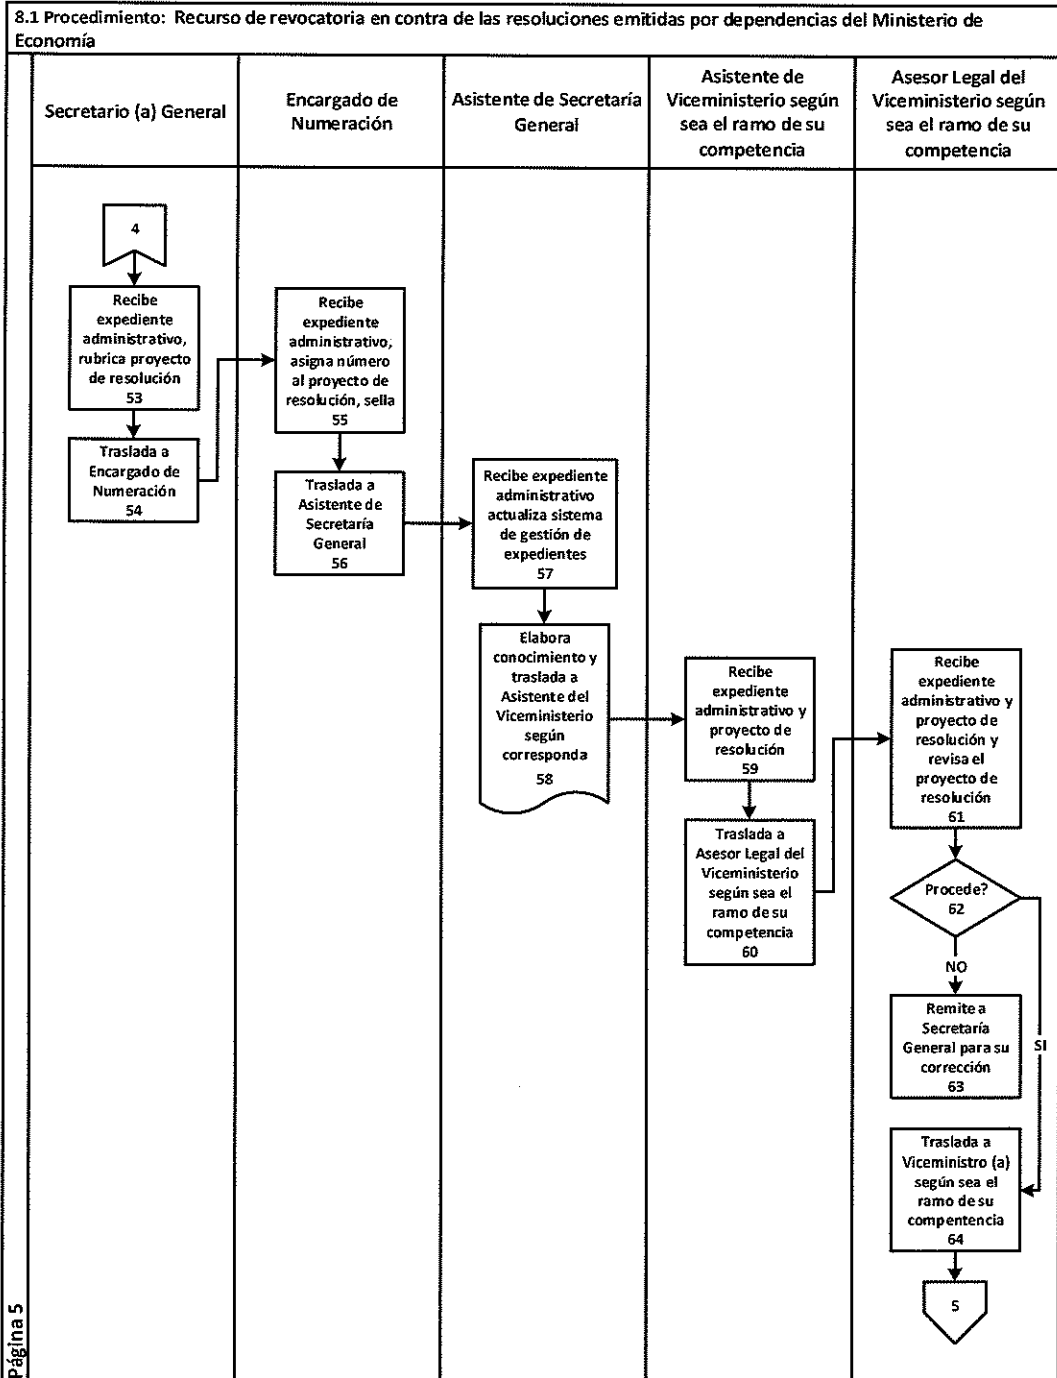 8.1 Procedimiento:  Recurso de revocatoria en contra de las resoluciones emitidas por dependencias del Ministerio de
Economía
Secretario (a) General
Encargado de
Numeración
Asistente de Secretaría
General
Asistente de
Viceministerio según
sea el ramo de su
competencia
Asesor Legal del
Viceministerio según
sea el ramo de su
competencia
4
Recibe
expediente
administrativo,
rubrica proyecto
de resolución
53
Traslada a
Encargado de
Numeración
54
Recibe
expediente
administrativo;
asigna número
al proyecto de
resolución, sella
55
Traslada a
Asistente de
Secretaría
General
56
Recibe expediente
administrativo
actualiza sistema
de gestión de
expedientes
57
Elabora
conocimiento y
traslada a
Asistente del
Viceministerio
según
corresponda
58
Recibe
expediente
administrativo y
proyecto de
resolución
59
Traslada a
Asesor Legal del
Viceministerio
según sea el
ramo de su
competencia
60
Recibe
expediente
administrativo y
proyecto de
resolución y
revisa el
proyecto de
resolución
61
Procede?
62
NO
SI
Remite a
Secretaría
General para su
corrección
63
Traslada a
Viceministro (a)
según sea el
ramo de su
compentencia
64
5
Página 5